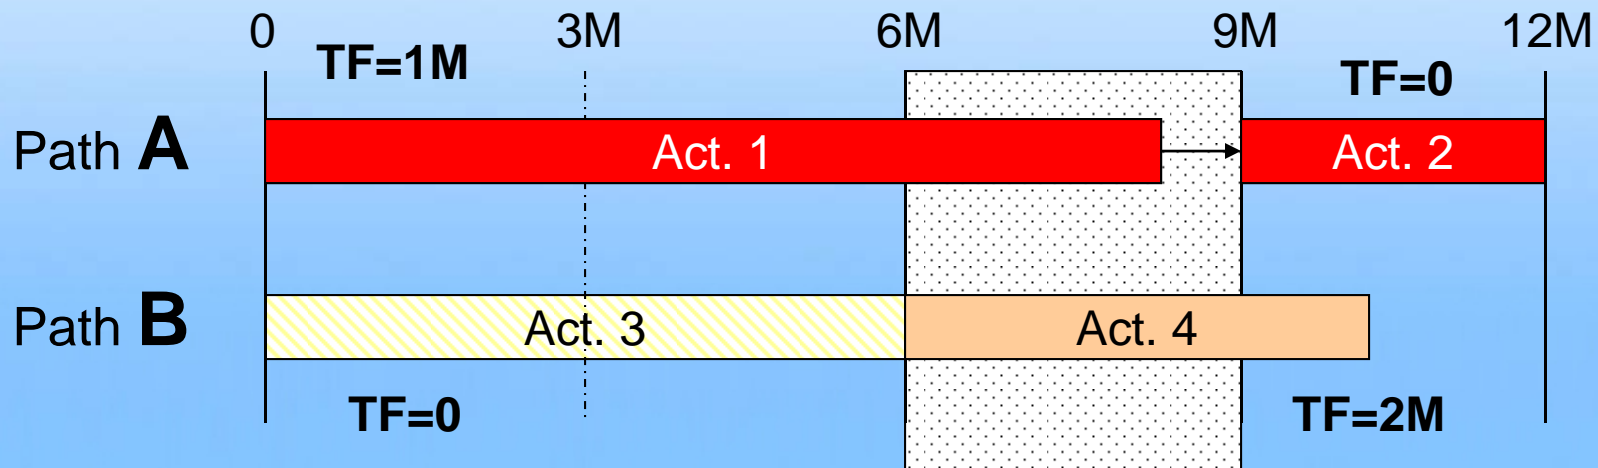 0 3M 6M 9M 12M
TF=1M TF=0
Path A Act. 1 Act. 2
Path B Act. 3 Act. 4
TF=0 TF=2M